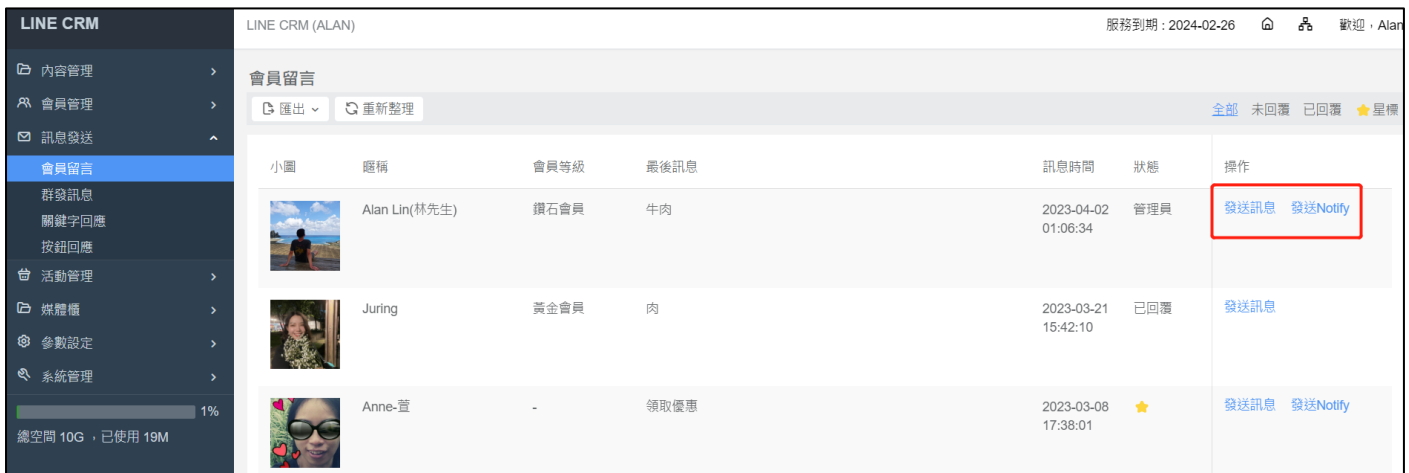 LINE CRM
LINE CRM (ALAN)
服務到期 : 2024-02-26
歡迎，Alan
內容管理
會員管理
訊息發送
會員留言
群發訊息
關鍵字回應
按鈕回應
活動管理
媒體櫃
參數設定
系統管理
1%
總空間 10G ，已使用 19M
會員留言
匯出 重新整理
全部 未回覆 已回覆 星標
小圖 暱稱 會員等級 最後訊息 訊息時間 狀態 操作
Alan Lin(林先生) 鑽石會員 牛肉 2023-04-02 管理員 發送訊息 發送Notify
01:06:34
Juring 黃金會員 肉 2023-03-21 已回覆 發送訊息
15:42:10
Anne-萱 - 領取優惠 2023-03-08 發送訊息 發送Notify
17:38:01